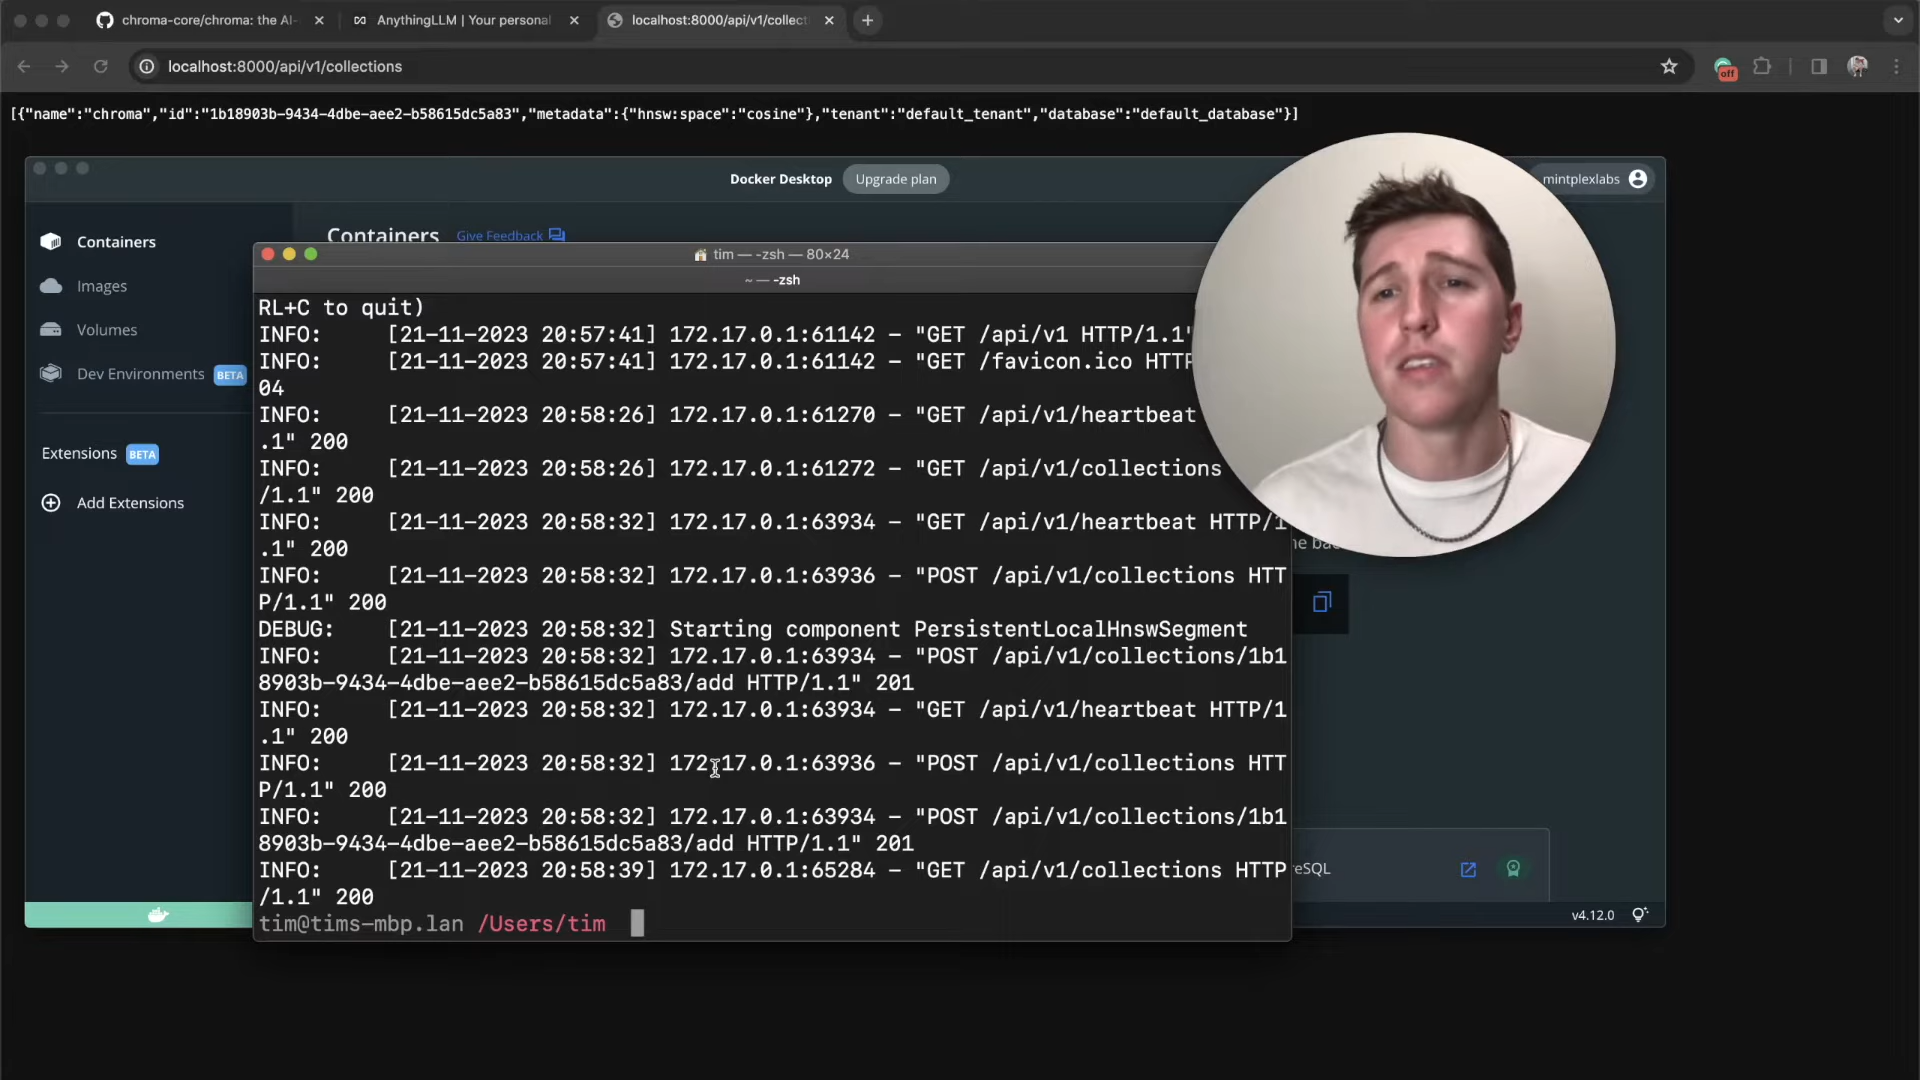 chroma-core/chroma: the AI-
AnythingLLM | Your personal
localhost:8000/api/v1/collect
localhost:8000/api/v1/collections
off
[{"name":"chroma","id":"1b18903b-9434-4dbe-aee2-b58615dc5a83","metadata":{"hnsw:space":"cosine"},"tenant":"default_tenant","database":"default_database"}]
Docker Desktop
Upgrade plan
mintplexlabs
Containers
Images
Volumes
Dev Environments BETA
Extensions BETA
Add Extensions
Containers
Give Feedback
tim — -zsh — 80×24
~ — -zsh
RL+C to quit)
INFO: [21-11-2023 20:57:41] 172.17.0.1:61142 - "GET /api/v1 HTTP/1.1"
INFO: [21-11-2023 20:57:41] 172.17.0.1:61142 - "GET /favicon.ico HTTP
04
INFO: [21-11-2023 20:58:26] 172.17.0.1:61270 - "GET /api/v1/heartbeat
.1" 200
INFO: [21-11-2023 20:58:26] 172.17.0.1:61272 - "GET /api/v1/collections
/1.1" 200
INFO: [21-11-2023 20:58:32] 172.17.0.1:63934 - "GET /api/v1/heartbeat HTTP/1
.1" 200
INFO: [21-11-2023 20:58:32] 172.17.0.1:63936 - "POST /api/v1/collections HTT
P/1.1" 200
DEBUG: [21-11-2023 20:58:32] Starting component PersistentLocalHnswSegment
INFO: [21-11-2023 20:58:32] 172.17.0.1:63934 - "POST /api/v1/collections/1b1
8903b-9434-4dbe-aee2-b58615dc5a83/add HTTP/1.1" 201
INFO: [21-11-2023 20:58:32] 172.17.0.1:63934 - "GET /api/v1/heartbeat HTTP/1
.1" 200
INFO: [21-11-2023 20:58:32] 172.17.0.1:63936 - "POST /api/v1/collections HTT
P/1.1" 200
INFO: [21-11-2023 20:58:32] 172.17.0.1:63934 - "POST /api/v1/collections/1b1
8903b-9434-4dbe-aee2-b58615dc5a83/add HTTP/1.1" 201
INFO: [21-11-2023 20:58:39] 172.17.0.1:65284 - "GET /api/v1/collections HTTP
/1.1" 200
tim@tims-mbp.lan /Users/tim
reSQL
v4.12.0